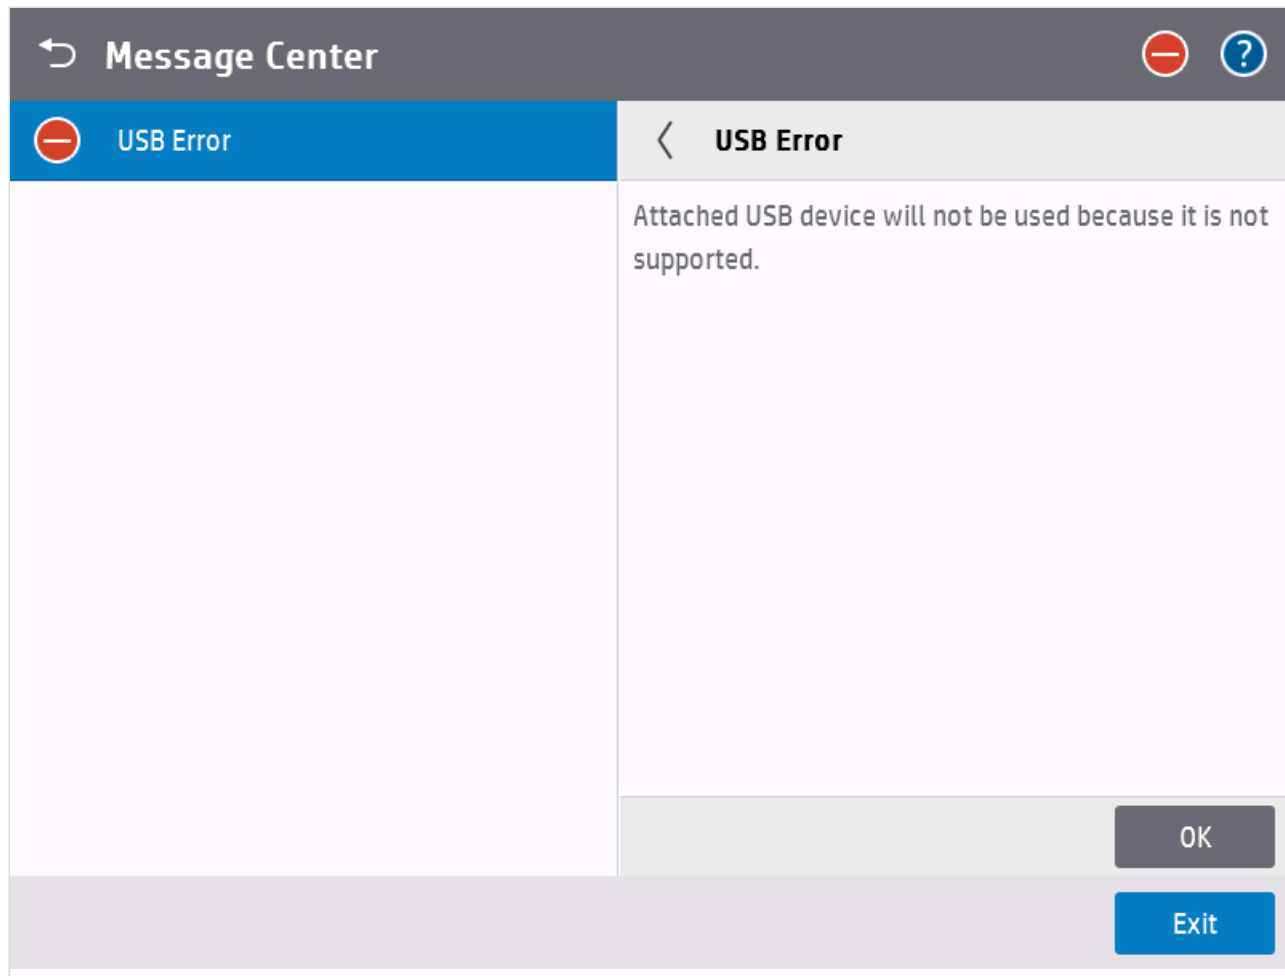 Message Center
?
USB Error
USB Error
Attached USB device will not be used because it is not
supported.
OK
Exit